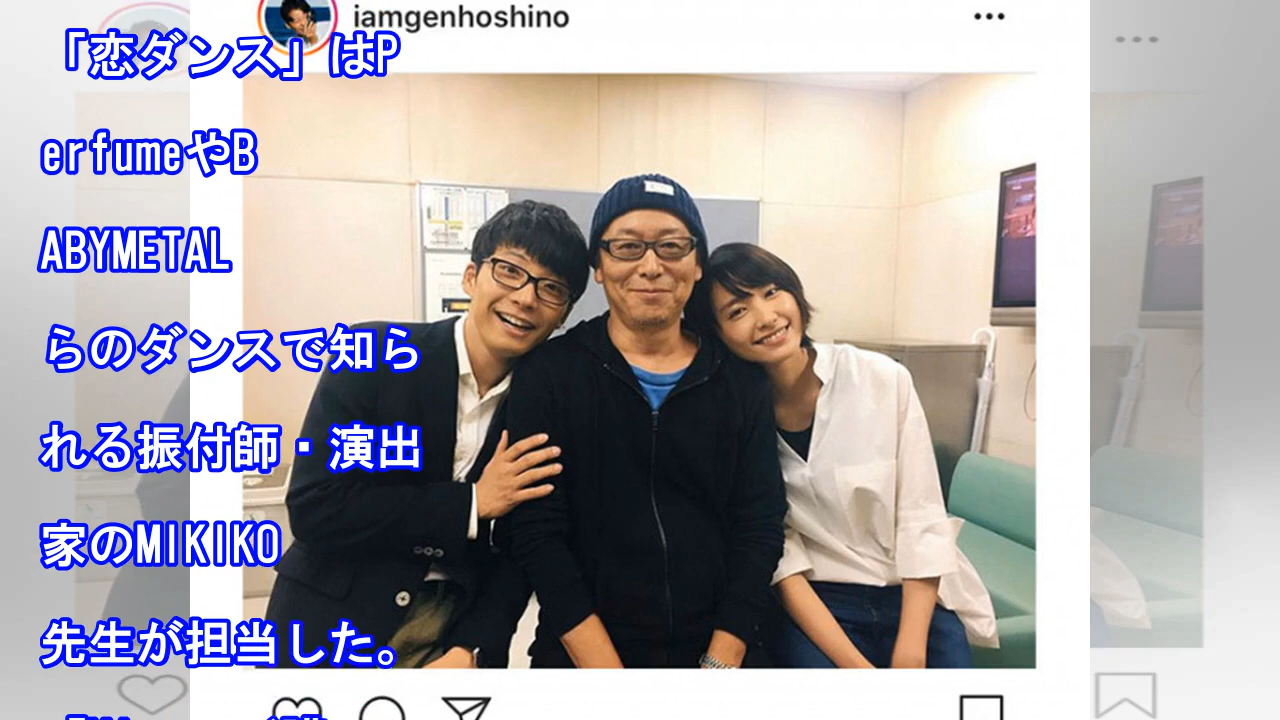 iamgenhoshino
「恋ダンス」はP
erfumeやB
ABYMETAL
らのダンスで知ら
れる振付師・演出
家のMIKIKO
先生が担当した。